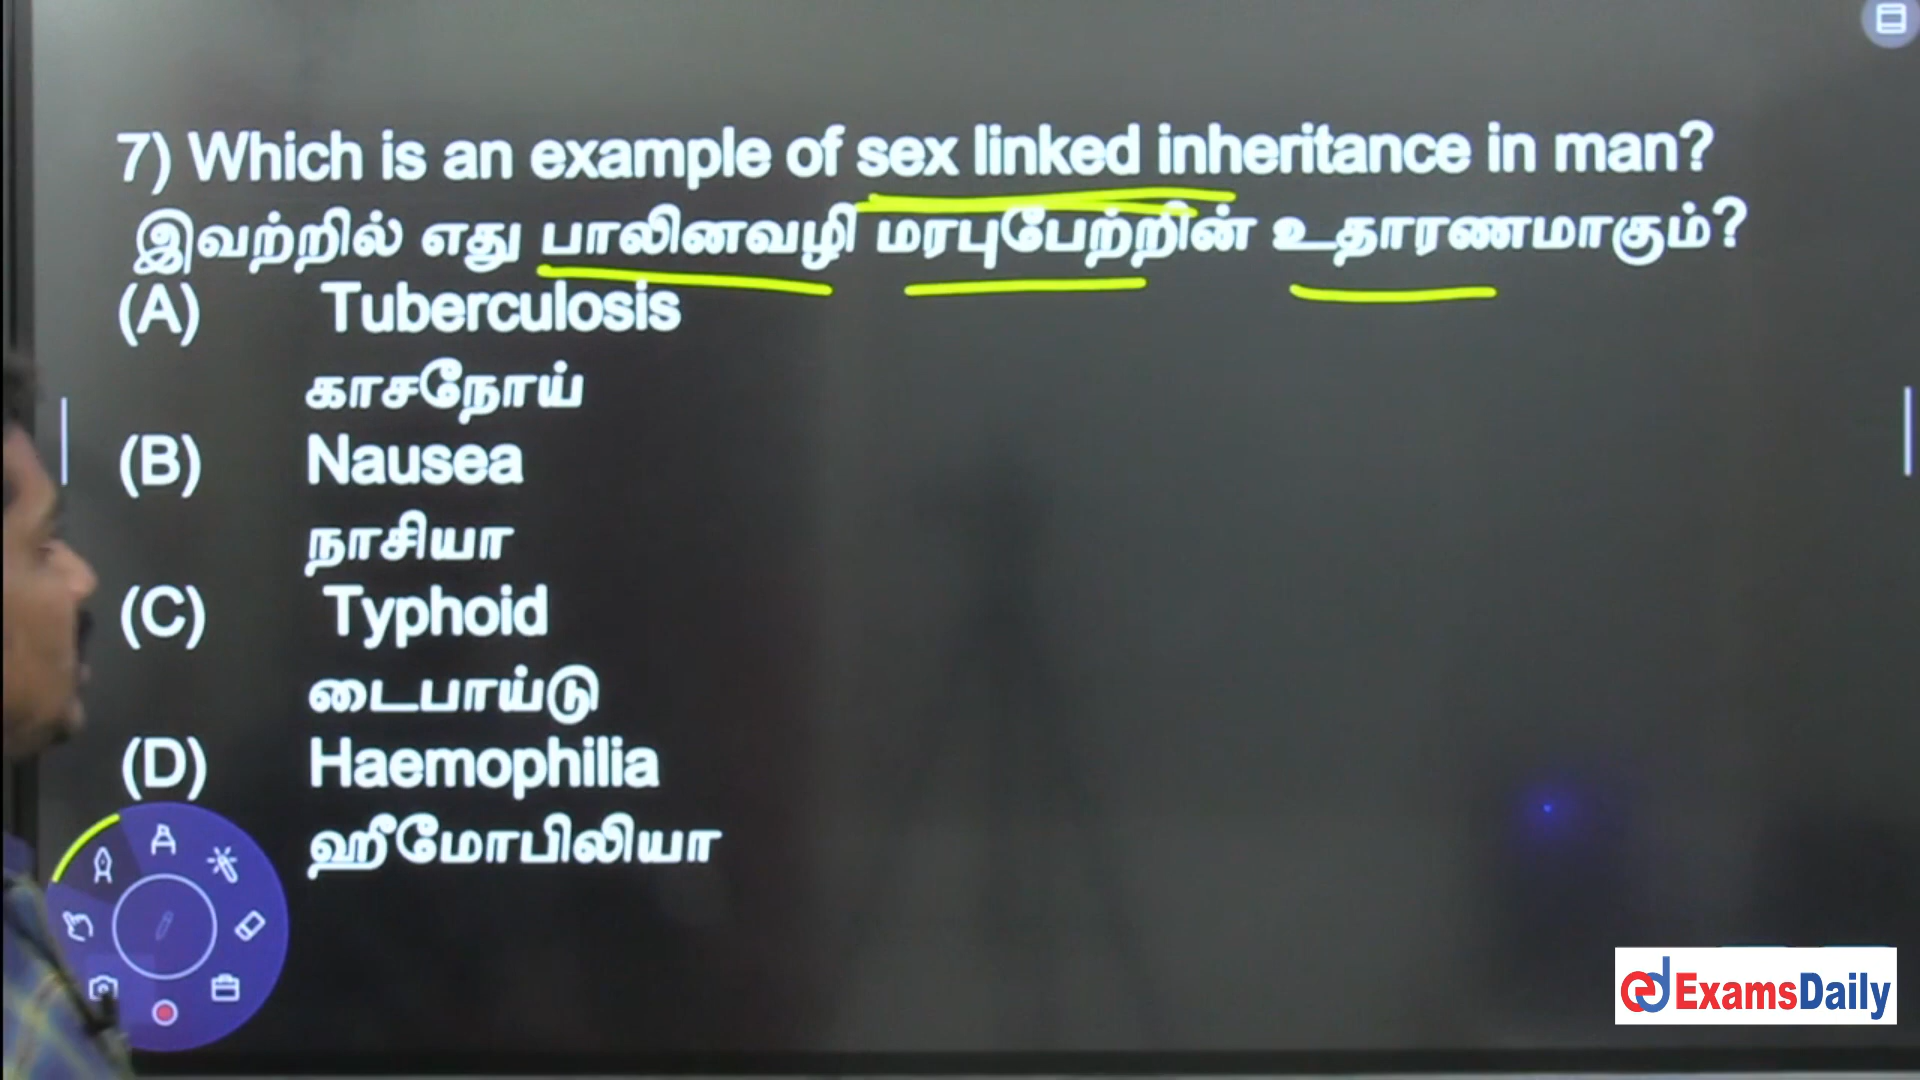 7) Which is an example of sex linked inheritance in man?
இவற்றில் எது பாலினவழி மரபுபேற்றின் உதாரணமாகும்?
(A) Tuberculosis
காசநோய்
(B) Nausea
நாசியா
(C) Typhoid
டைபாய்டு
(D) Haemophilia
ஹீமோபிலியா
ExamsDaily